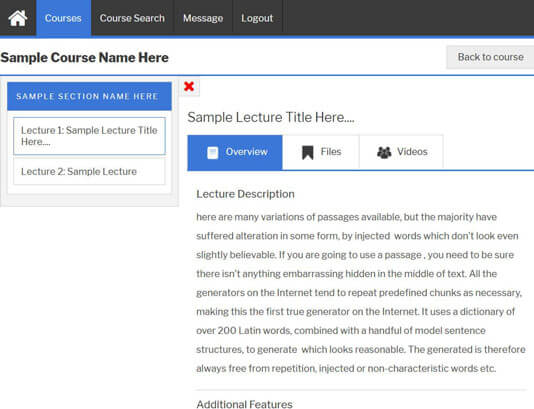 Courses Course Search Message Logout
Sample Course Name Here
Back to course
SAMPLE SECTION NAME HERE
Lecture 1: Sample Lecture Title
Here....
Lecture 2: Sample Lecture
Sample Lecture Title Here....
Overview Files Videos
Lecture Description
here are many variations of passages available, but the majority have
suffered alteration in some form, by injected words which don't look even
slightly believable. If you are going to use a passage , you need to be sure
there isn't anything embarrassing hidden in the middle of text. All the
generators on the Internet tend to repeat predefined chunks as necessary,
making this the first true generator on the Internet. It uses a dictionary of
over 200 Latin words, combined with a handful of model sentence
structures, to generate which looks reasonable. The generated is therefore
always free from repetition, injected or non-characteristic words etc.
Additional Features